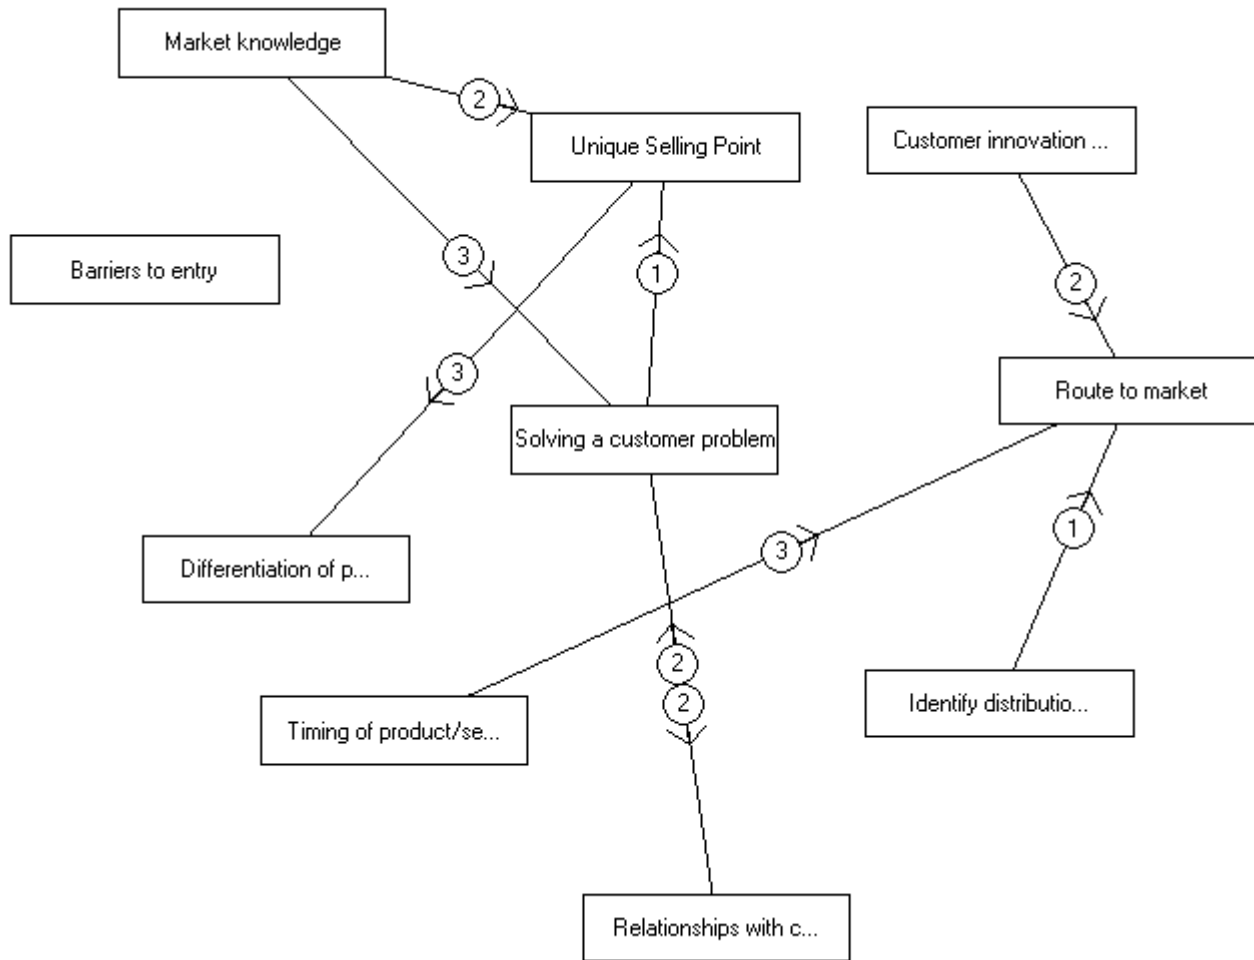 Market knowledge
2
Unique Selling Point
Customer innovation ...
Barriers to entry
3
1
2
3
Route to market
Solving a customer problem
1
3
Differentiation of p...
2
2
Identify distributio...
Timing of product/se...
Relationships with c...